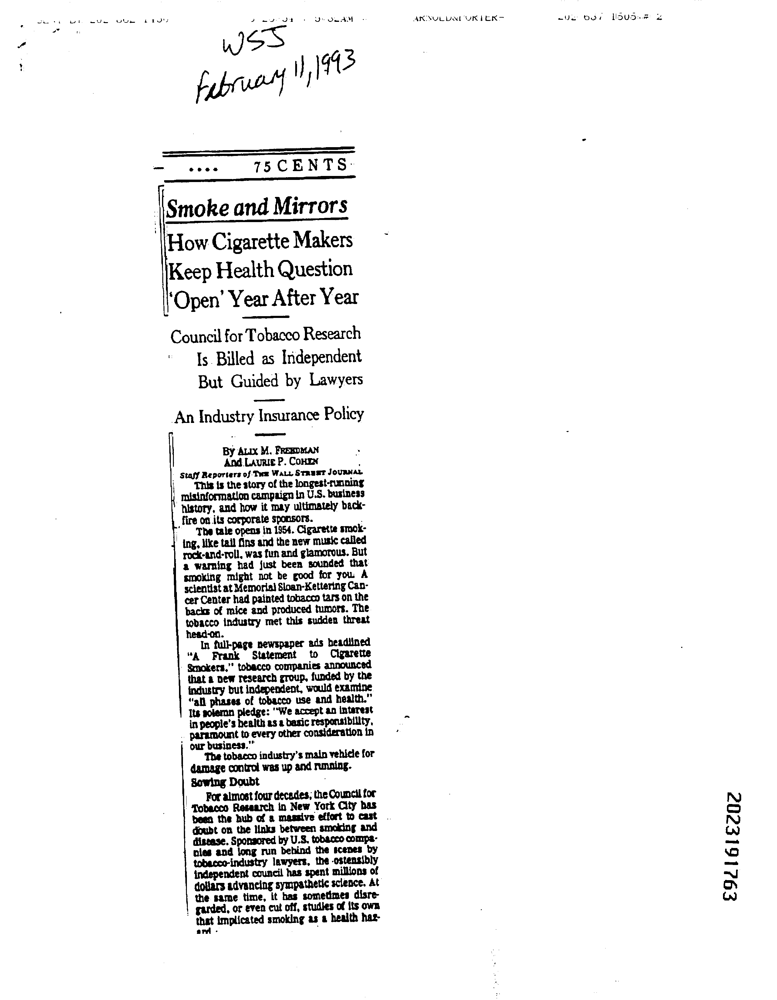 ARNOLD&PORTER-
202 637 1505;# 2
WSJ
February 11, 1993
75 CENTS
Smoke and Mirrors
How Cigarette Makers
Keep Health Question
'Open' Year After Year
Council for Tobacco Research
Is Billed as Independent
But Guided by Lawyers
An Industry Insurance Policy
By ALIX M. FREEDMAN
And LAURIE P. COHEN
Staff Reporters of THE WALL STREET JOURNAL
This is the story of the longest-running
misinformation campaign in U.S. business
history, and how it may ultimately back-
fire on its corporate sponsors.
The tale opens in 1954. Cigarette smok-
ing, like tail fins and the new music called
rock-and-roll, was fun and glamorous. But
a warning had just been sounded that
smoking might not be good for you. A
scientist at Memorial Sloan-Kettering Can-
cer Center had painted tobacco tars on the
backs of mice and produced tumors. The
tobacco industry met this sudden threat
head-on.
In full-page newspaper ads headlined
"A Frank Statement to Cigarette
Smokers," tobacco companies announced
that a new research group, funded by the
industry but independent, would examine
"all phases of tobacco use and health."
Its solemn pledge: "We accept an interest
in people's health as a basic responsibility,
paramount to every other consideration in
our business."
The tobacco industry's main vehicle for
damage control was up and running.
Sowing Doubt
For almost four decades, the Council for
Tobacco Research in New York City has
been the hub of a massive effort to cast
doubt on the links between smoking and
disease. Sponsored by U.S. tobacco compa-
nies and long run behind the scenes by
tobacco-industry lawyers, the ostensibly
independent council has spent millions of
dollars advancing sympathetic science. At
the same time, it has sometimes disre-
garded, or even cut off, studies of its own
that implicated smoking as a health haz-
2023191763